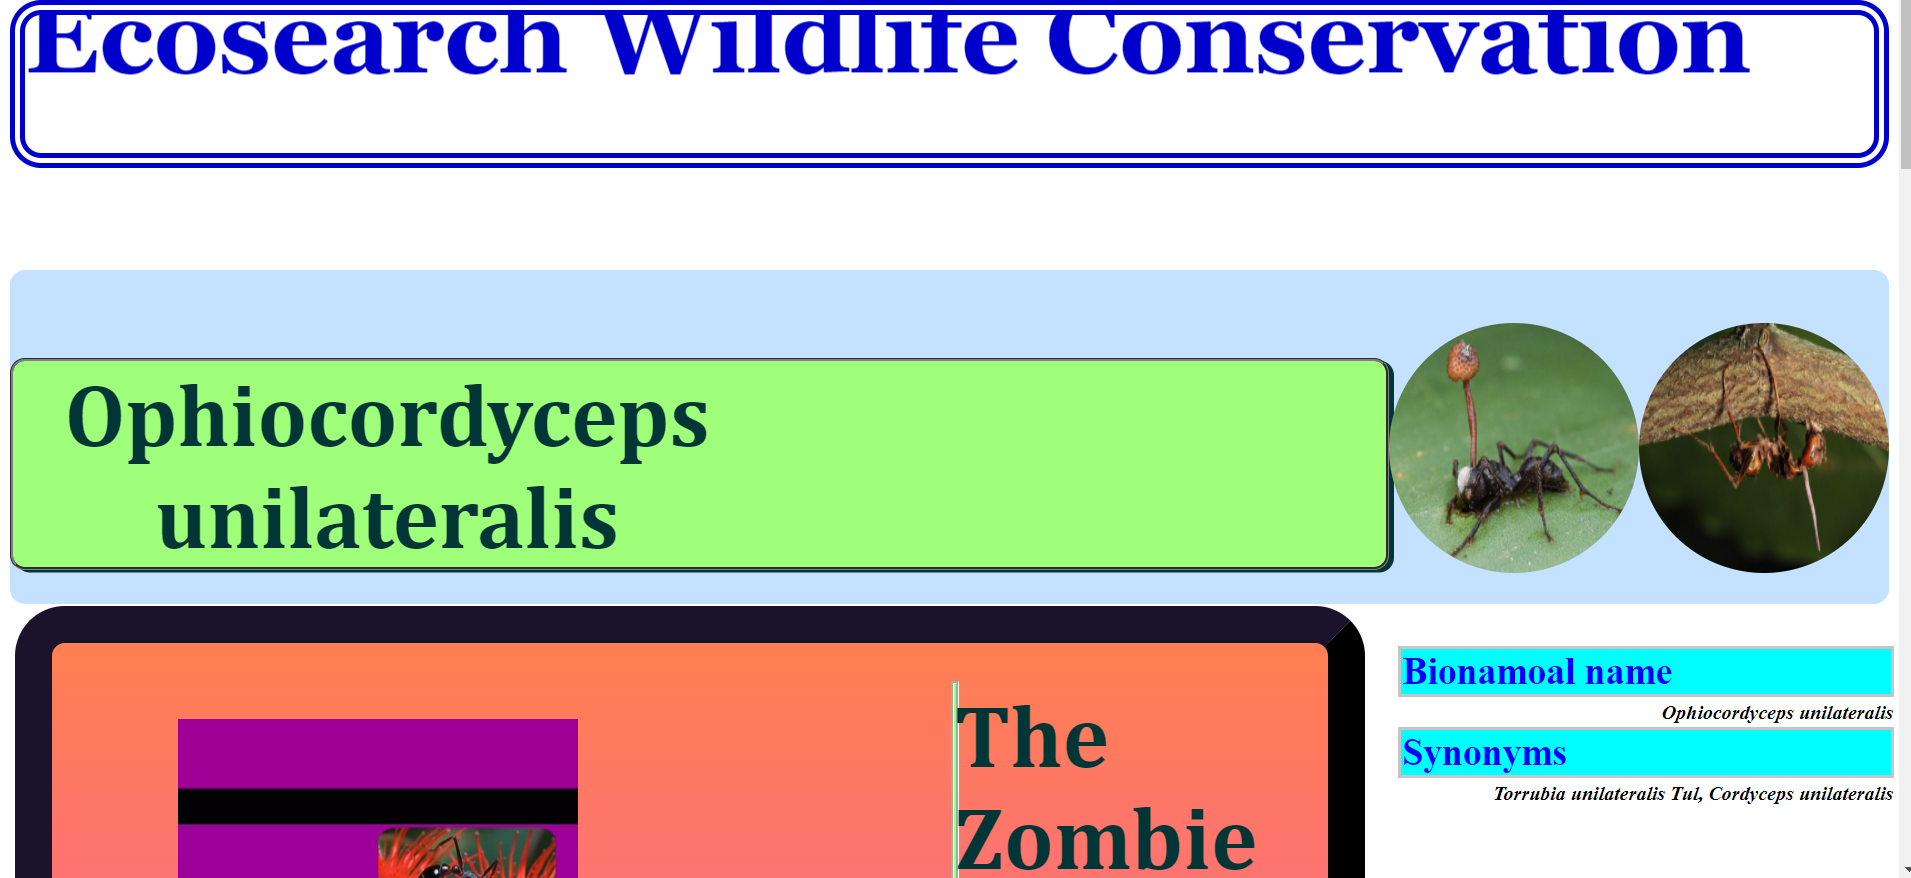 Ecosearch Wildlife Conservation
Ophiocordyceps
unilateralis
The
Zombie
Bionamoal name
Ophiocordyceps unilateralis
Synonyms
Torrubia unilateralis Tul, Cordyceps unilateralis